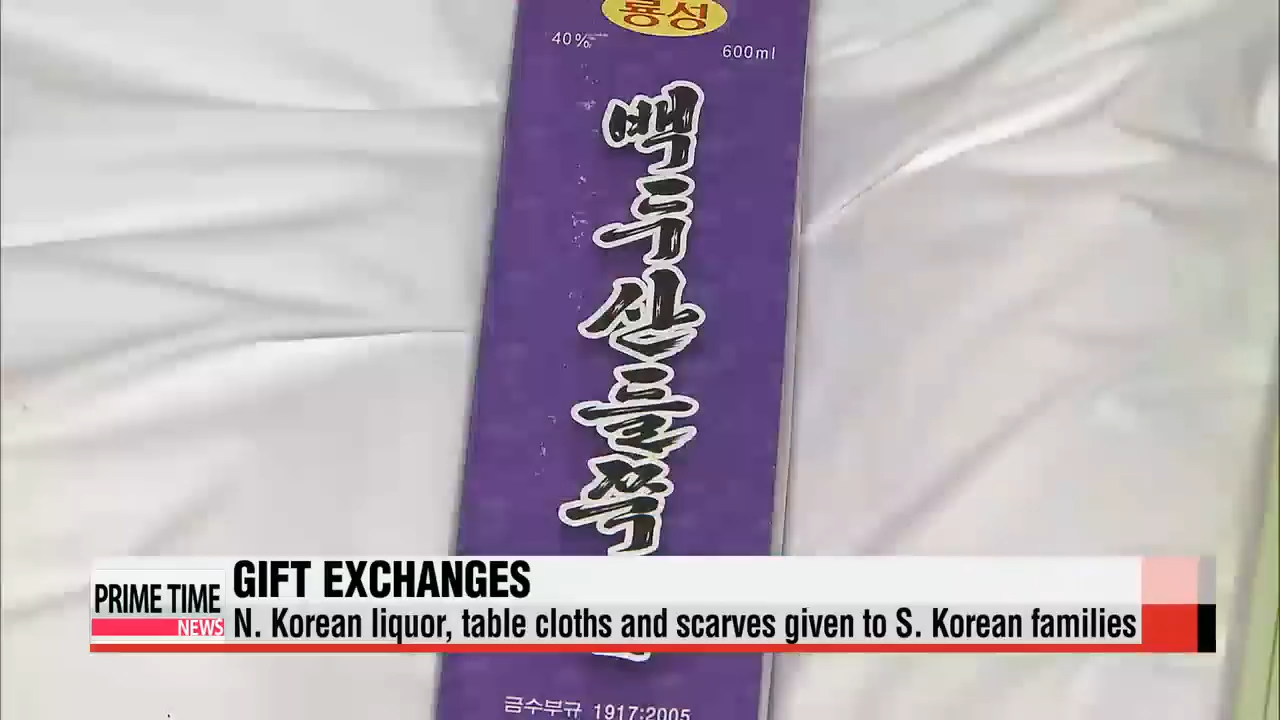 룡성
40%
600ml
백두산들쭉
금수부규 1917:2005
PRIME TIME
NEWS
GIFT EXCHANGES
N. Korean liquor, table cloths and scarves given to S. Korean families